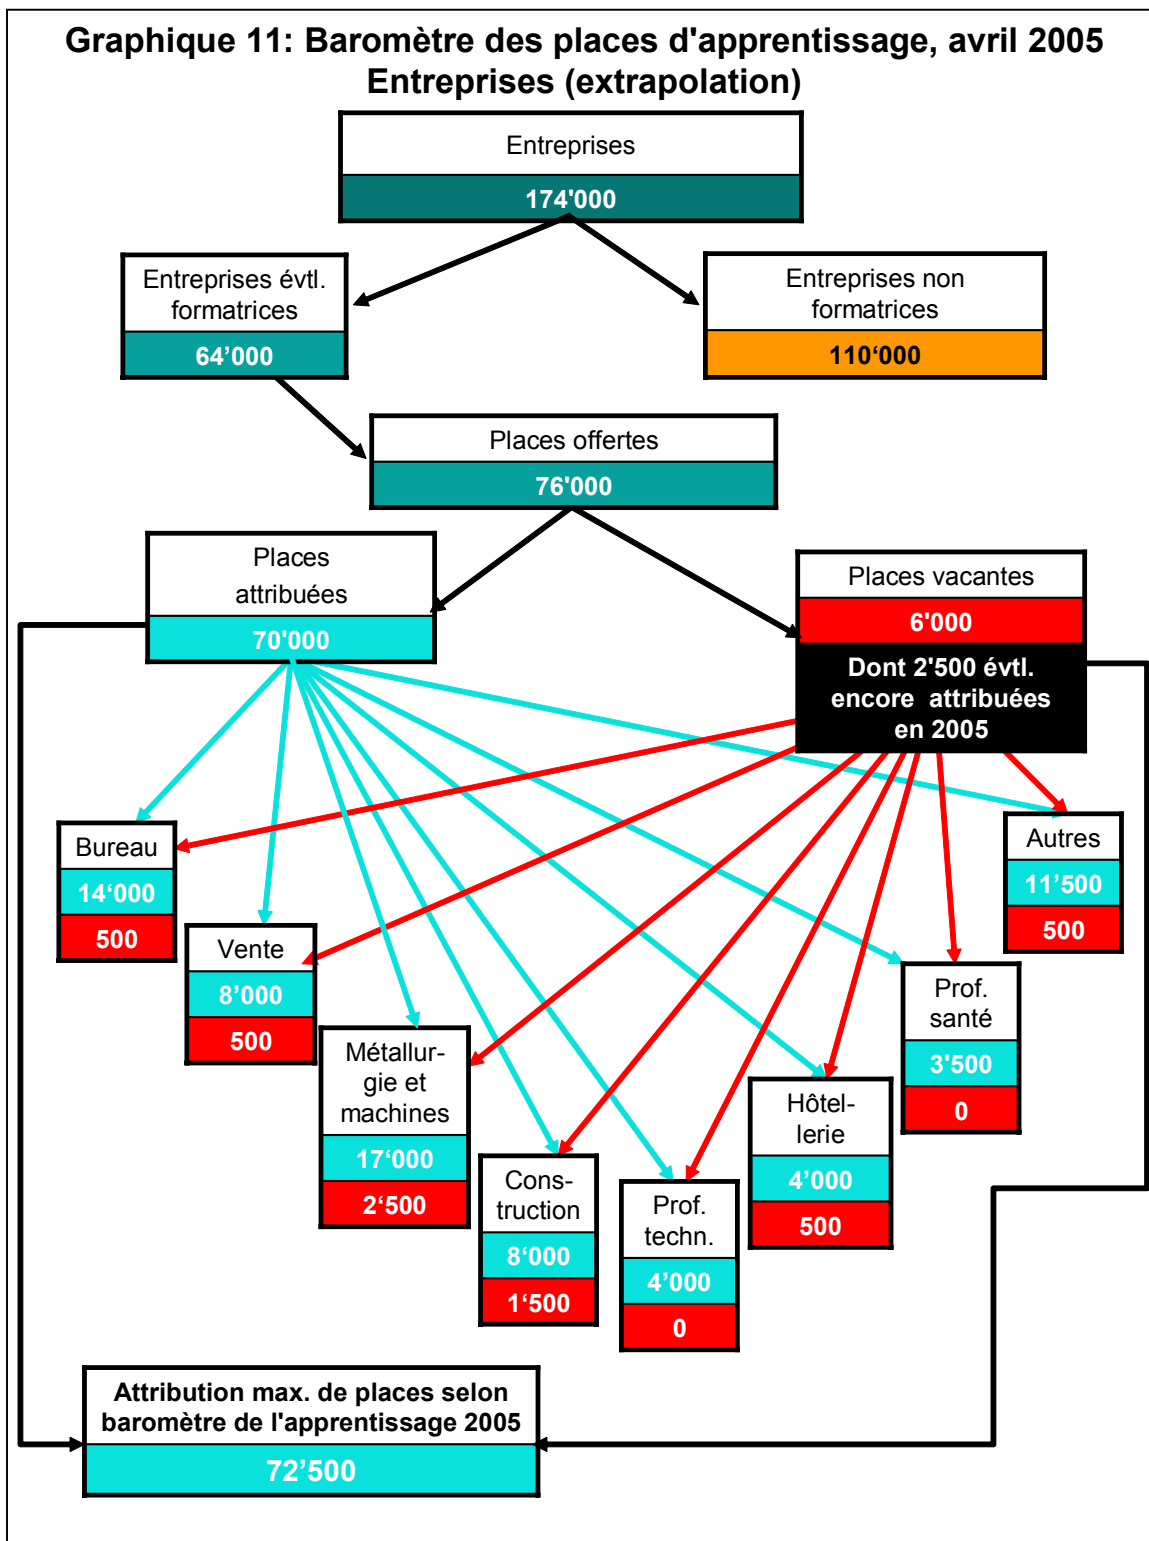 Graphique 11: Baromètre des places d'apprentissage, avril 2005
Entreprises (extrapolation)
Entreprises
174'000
Entreprises évtl.
formatrices
64’000
Entreprises non
formatrices
110‘000
Places offertes
76'000
Places
attribuées
70'000
Places vacantes
6'000
Dont 2'500 évtl.
encore attribuées
en 2005
Bureau
14‘000
500
Vente
8’000
500
Métallur-
gie et
machines
17‘000
2‘500
Cons-
truction
8‘000
1‘500
Prof.
techn.
4’000
0
Hôtel-
lerie
4’000
500
Prof.
santé
3'500
0
Autres
11’500
500
Attribution max. de places selon
baromètre de l'apprentissage 2005
72’500